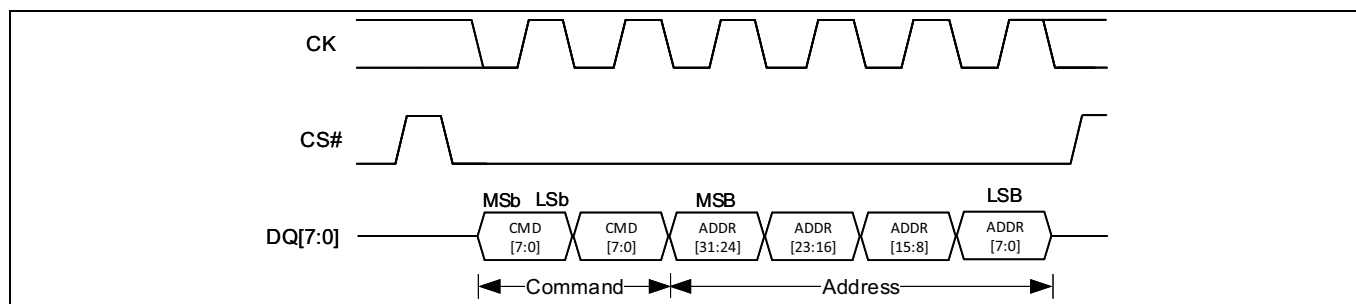 CK
CS#
MSb LSb MSB LSB
DQ[7:0] CMD CMD ADDR ADDR ADDR ADDR
[7:0] [7:0] [31:24] [23:16] [15:8] [7:0]
Command Address